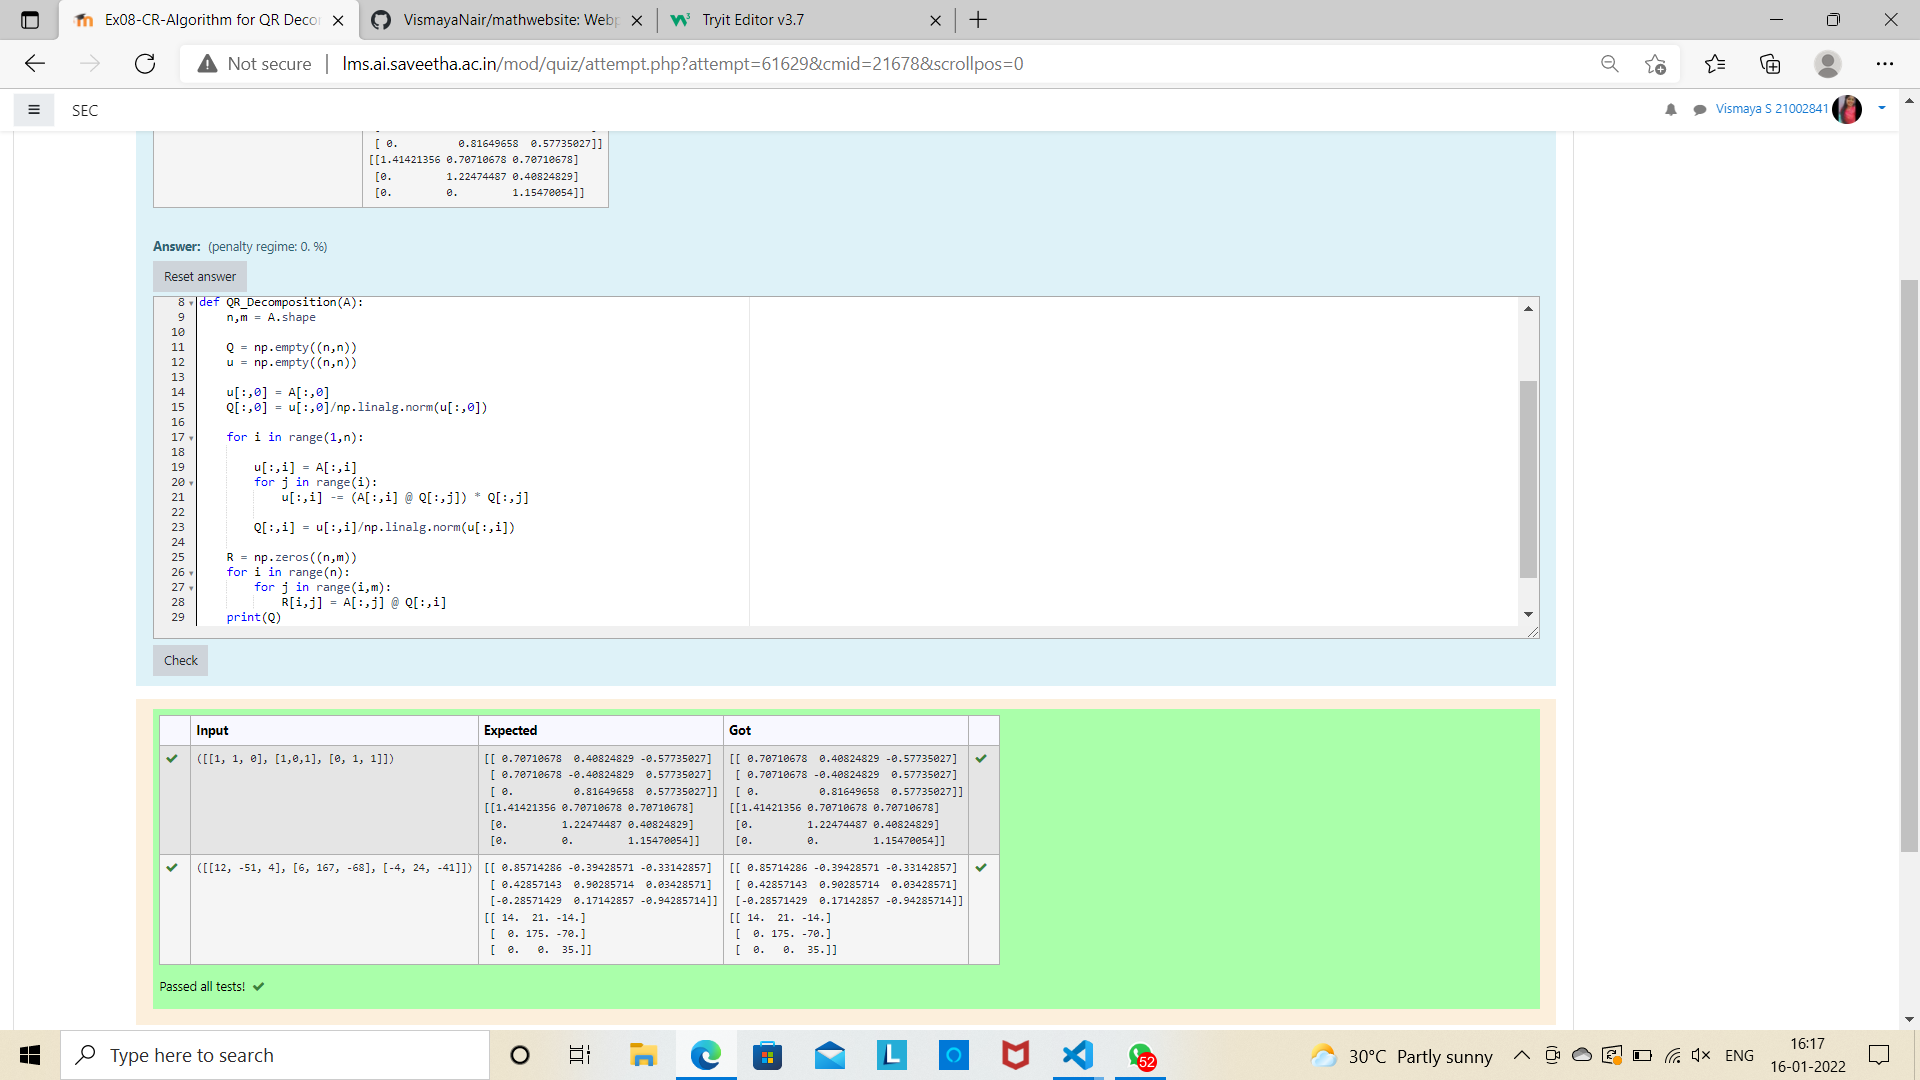 Ex08-CR-Algorithm for QR Decor
VismayaNair/mathwebsite: Webp
Tryit Editor v3.7
Not secure
lms.ai.saveetha.ac.in/mod/quiz/attempt.php?attempt=61629&cmid=21678&scrollpos=0
SEC
Vismaya S 21002841
[ 0.         0.81649658  0.57735027]]
[[1.41421356 0.70710678 0.70710678]
[0.         1.22474487 0.40824829]
[0.         0.         1.15470054]]
Answer: (penalty regime: 0. %)
Reset answer
8 def QR_Decomposition(A):
9     n,m = A.shape
10
11     Q = np.empty((n,n))
12     u = np.empty((n,n))
13
14     u[:,0] = A[:,0]
15     Q[:,0] = u[:,0]/np.linalg.norm(u[:,0])
16
17     for i in range(1,n):
18
19         u[:,i] = A[:,i]
20         for j in range(i):
21             u[:,i] -= (A[:,i] @ Q[:,j]) * Q[:,j]
22
23         Q[:,i] = u[:,i]/np.linalg.norm(u[:,i])
24
25     R = np.zeros((n,m))
26     for i in range(n):
27         for j in range(i,m):
28             R[i,j] = A[:,j] @ Q[:,i]
29     print(Q)
Check
Input Expected Got
([[1, 1, 0], [1,0,1], [0, 1, 1]])
[[ 0.70710678  0.40824829 -0.57735027]
[ 0.70710678 -0.40824829  0.57735027]
[ 0.         0.81649658  0.57735027]]
[[1.41421356 0.70710678 0.70710678]
[0.         1.22474487 0.40824829]
[0.         0.         1.15470054]]
[[ 0.70710678  0.40824829 -0.57735027]
[ 0.70710678 -0.40824829  0.57735027]
[ 0.         0.81649658  0.57735027]]
[[1.41421356 0.70710678 0.70710678]
[0.         1.22474487 0.40824829]
[0.         0.         1.15470054]]
([[12, -51, 4], [6, 167, -68], [-4, 24, -41]])
[[ 0.85714286 -0.39428571 -0.33142857]
[ 0.42857143  0.90285714  0.03428571]
[-0.28571429  0.17142857 -0.94285714]]
[[ 14.  21. -14.]
[  0. 175. -70.]
[  0.   0.  35.]]
[[ 0.85714286 -0.39428571 -0.33142857]
[ 0.42857143  0.90285714  0.03428571]
[-0.28571429  0.17142857 -0.94285714]]
[[ 14.  21. -14.]
[  0. 175. -70.]
[  0.   0.  35.]]
Passed all tests!
Type here to search
L
52
30°C Partly sunny
ENG
16:17
16-01-2022